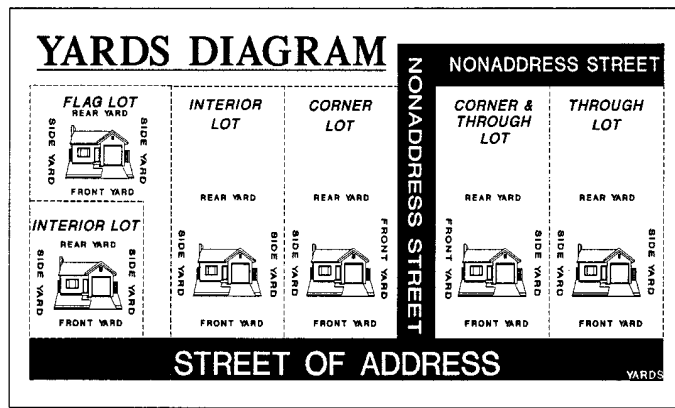 YARDS DIAGRAM
NONADDRESS STREET
NONADDRESS STREET
FLAG LOT
REAR YARD
SIDE YARD
SIDE YARD
FRONT YARD
INTERIOR LOT
REAR YARD
SIDE YARD
SIDE YARD
FRONT YARD
INTERIOR
LOT
REAR YARD
SIDE YARD
SIDE YARD
FRONT YARD
CORNER
LOT
REAR YARD
SIDE YARD
FRONT YARD
FRONT YARD
CORNER &
THROUGH
LOT
REAR YARD
FRONT YARD
SIDE YARD
FRONT YARD
THROUGH
LOT
REAR YARD
SIDE YARD
SIDE YARD
FRONT YARD
STREET OF ADDRESS
YARDS